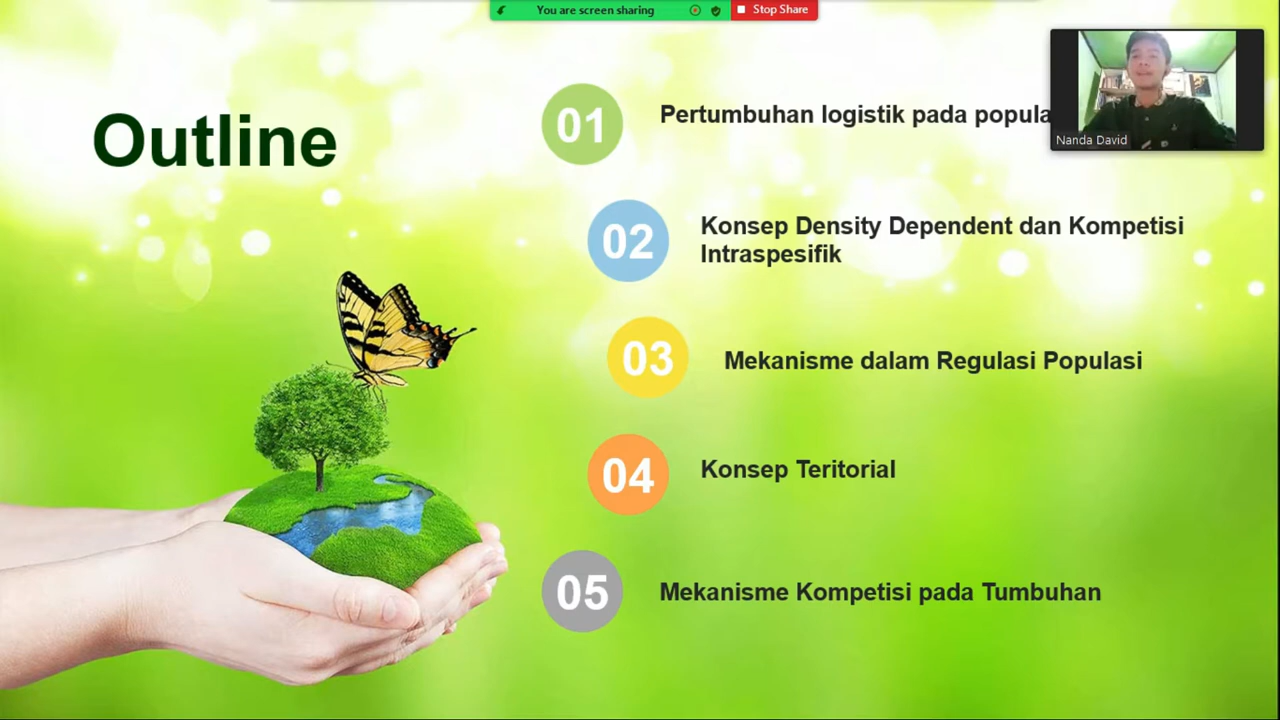 You are screen sharing
Stop Share
Outline
01
Pertumbuhan logistik pada
Nanda David
02
Konsep Density Dependent dan Kompetisi
Intraspesifik
03
Mekanisme dalam Regulasi Populasi
04
Konsep Teritorial
05
Mekanisme Kompetisi pada Tumbuhan